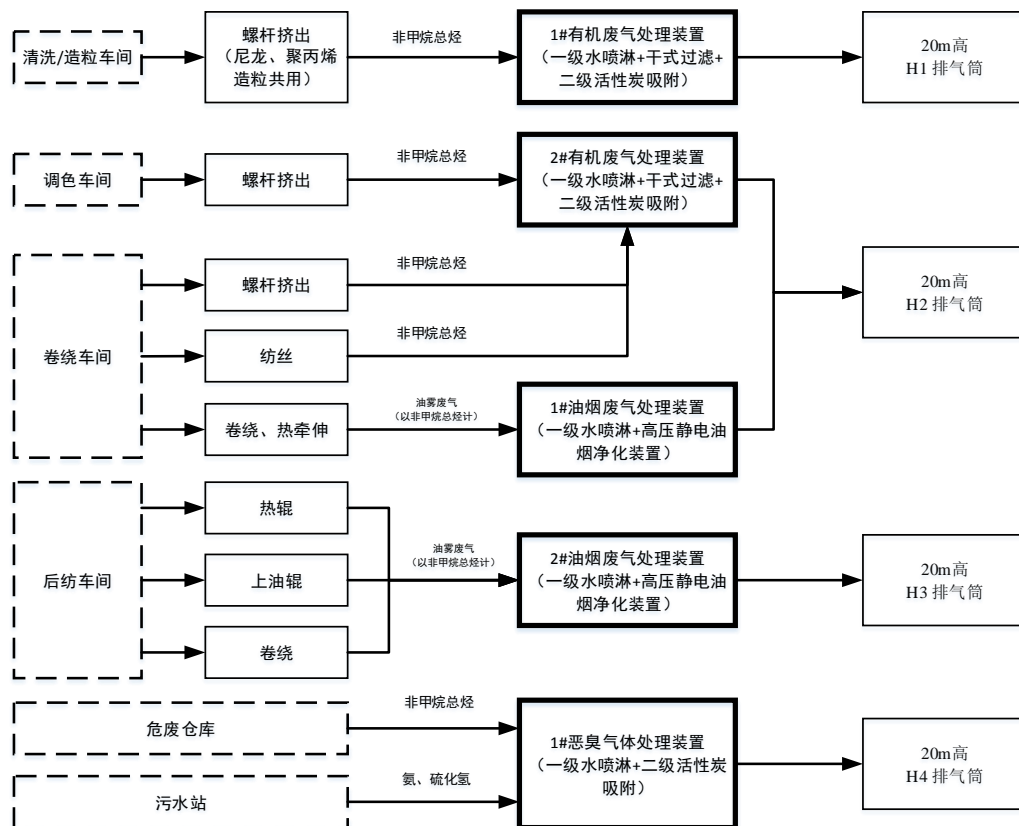 清洗/造粒车间
螺杆挤出
（尼龙、聚丙烯
造粒共用）
非甲烷总烃
1#有机废气处理装置
（一级水喷淋+干式过滤+
二级活性炭吸附）
20m高
H1 排气筒
调色车间
螺杆挤出
非甲烷总烃
2#有机废气处理装置
（一级水喷淋+干式过滤+
二级活性炭吸附）
卷绕车间
螺杆挤出
非甲烷总烃
纺丝
非甲烷总烃
20m高
H2 排气筒
卷绕、热牵伸
油雾废气
（以非甲烷总烃计）
1#油烟废气处理装置
（一级水喷淋+高压静电油
烟净化装置）
后纺车间
热辊
上油辊
卷绕
油雾废气
（以非甲烷总烃计）
2#油烟废气处理装置
（一级水喷淋+高压静电油
烟净化装置）
20m高
H3 排气筒
危废仓库
非甲烷总烃
污水站
氨、硫化氢
1#恶臭气体处理装置
（一级水喷淋+二级活性炭
吸附）
20m高
H4 排气筒